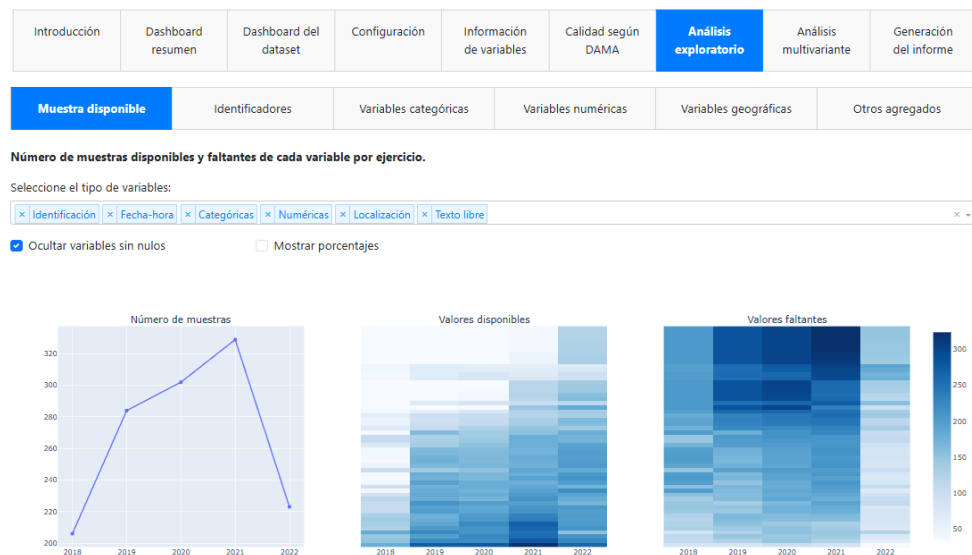 Introducción
Dashboard
resumen
Dashboard del
dataset
Configuración
Información
de variables
Calidad según
DAMA
Análisis
exploratorio
Análisis
multivariante
Generación
del informe
Muestra disponible
Identificadores
Variables categóricas
Variables numéricas
Variables geográficas
Otros agregados
Número de muestras disponibles y faltantes de cada variable por ejercicio.
Seleccione el tipo de variables:
× Identificación × Fecha-hora × Categóricas × Numéricas × Localización × Texto libre
Ocultar variables sin nulos
Mostrar porcentajes
Número de muestras
320
300
280
260
240
220
200
2018 2019 2020 2021 2022
Valores disponibles
2018 2019 2020 2021 2022
Valores faltantes
2018 2019 2020 2021 2022
300
250
200
150
100
50